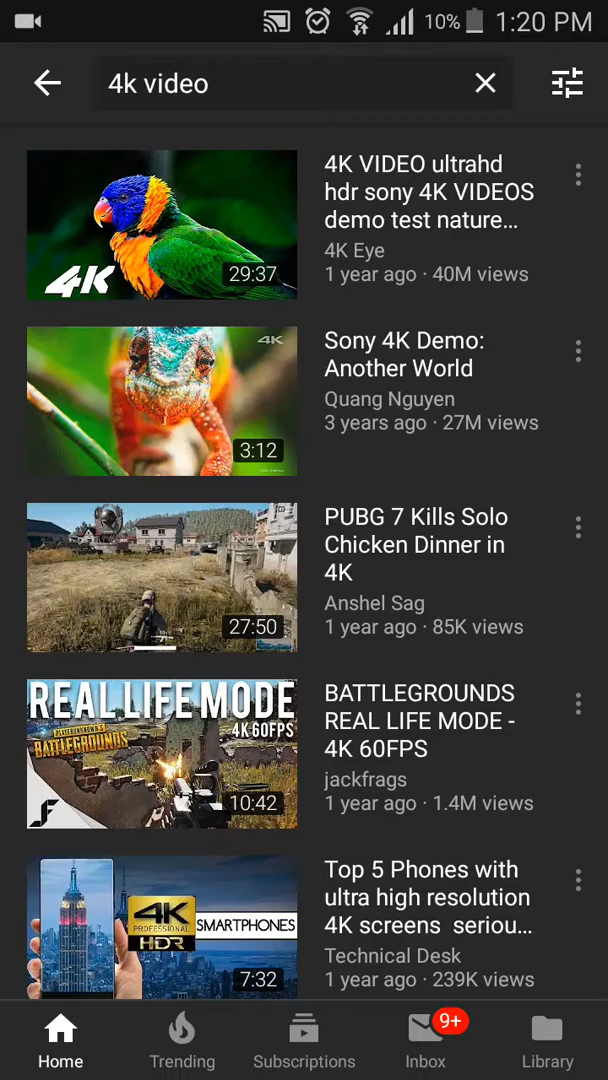 10% 1:20 PM
4k video
4K
29:37
4K VIDEO ultrahd
hdr sony 4K VIDEOS
demo test nature...
4K Eye
1 year ago · 40M views
4K
3:12
Sony 4K Demo:
Another World
Quang Nguyen
3 years ago · 27M views
27:50
PUBG 7 Kills Solo
Chicken Dinner in
4K
Anshel Sag
1 year ago · 85K views
REAL LIFE MODE
4K 60FPS
PLAYERUNKNOWN'S
BATTLEGROUNDS
10:42
BATTLEGROUNDS
REAL LIFE MODE -
4K 60FPS
jackfrags
1 year ago · 1.4M views
4K
PROFESSIONAL
HDR
SMARTPHONES
7:32
Top 5 Phones with
ultra high resolution
4K screens seriou...
Technical Desk
1 year ago · 239K views
9+
Home Trending Subscriptions Inbox Library